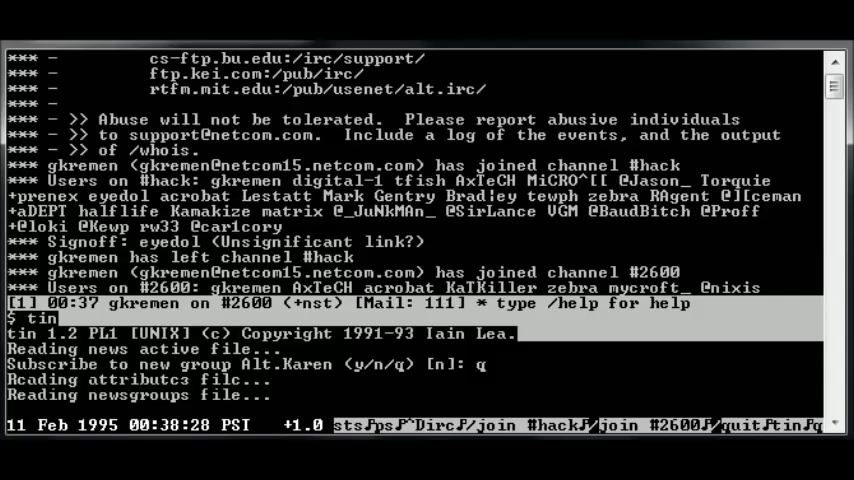 *** -          cs-ftp.bu.edu:/irc/support/
*** -          ftp.kei.com:/pub/irc/
*** -          rtfm.mit.edu:/pub/usenet/alt.irc/
*** -
*** - >> Abuse will not be tolerated.  Please report abusive individuals
*** - >> to support@netcom.com.  Include a log of the events, and the output
*** - >> of /whois.
*** gkremen (gkremen@netcom15.netcom.com) has joined channel #hack
*** Users on #hack: gkremen digital-1 tfish AxTeCH MiCRO^[[ @Jason_ Torquie
+prenex eyedol acrobat Lestatt Mark Gentry Brad!ey tewph zebra RAgent @][ceman
+aDEPT halflife Kamakize matrix @_JuNkMAn_ @SirLance VGM @BaudBitch @Proff
+@loki @Kewp rw33 @car1cory
*** Signoff: eyedol (Unsignificant link?)
*** gkremen has left channel #hack
*** gkremen (gkremen@netcom15.netcom.com) has joined channel #2600
*** Users on #2600: gkremen AxTECH acrobat KaTKiller zebra mycroft_ @nixis
[1] 00:37 gkremen on #2600 (+nst) [Mail: 111] * type /help for help
$ tin
tin 1.2 PL1 [UNIX] (c) Copyright 1991-93 Iain Lea.
Reading news active file...
Subscribe to new group Alt.Karen (y/n/q) [n]: q
Reading attributes file...
Reading newsgroups file...
11 Feb 1995 00:38:28 PSI   +1.0 sts♪ps♪^Dirc♪/join #hack♪/join #2600♪/quit♪tin♪q